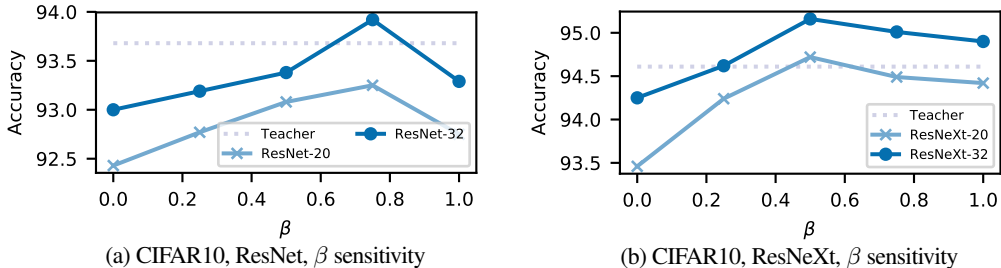 94.0
93.5
93.0
92.5
Accuracy
Teacher
ResNet-20
ResNet-32
0.0 0.2 0.4 0.6 0.8 1.0
β
(a) CIFAR10, ResNet, β sensitivity
95.0
94.5
94.0
93.5
Accuracy
Teacher
ResNeXt-20
ResNeXt-32
0.0 0.2 0.4 0.6 0.8 1.0
β
(b) CIFAR10, ResNeXt, β sensitivity